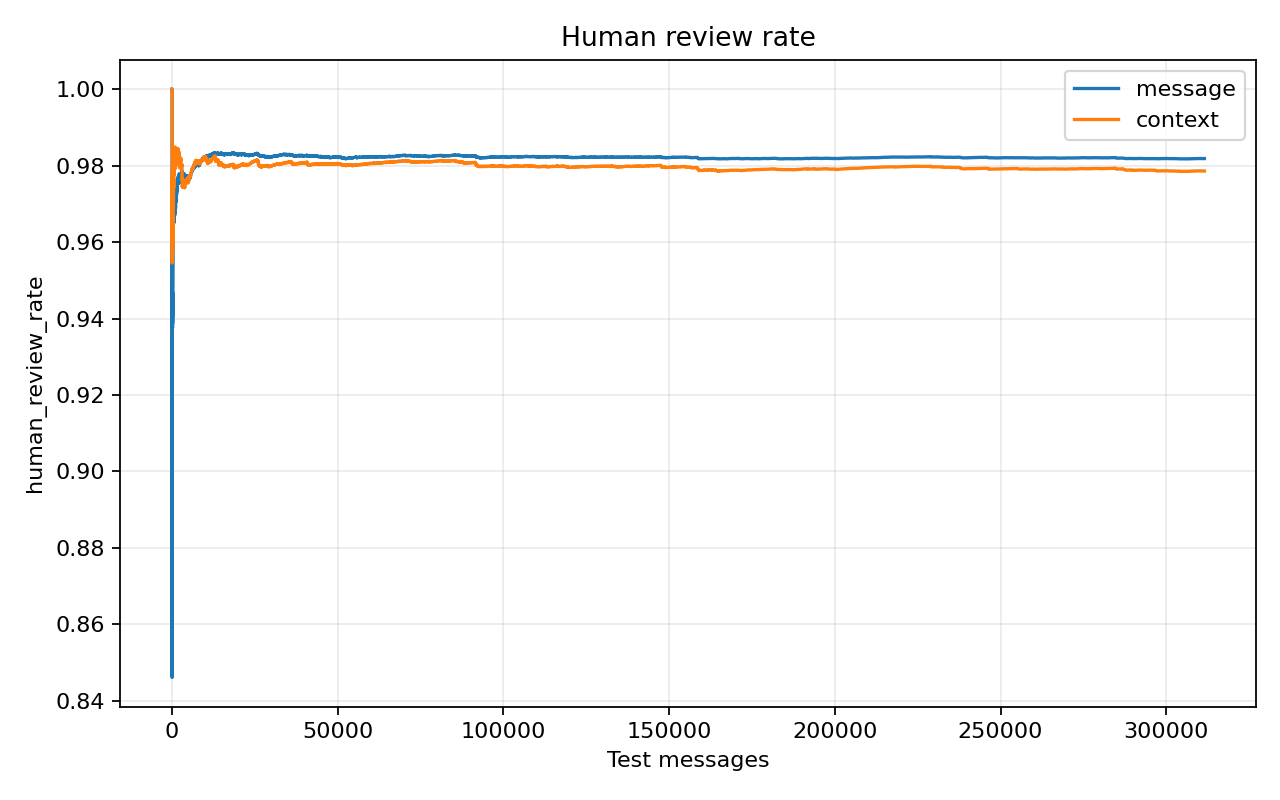 Human review rate
message
context
human_review_rate
1.00
0.98
0.96
0.94
0.92
0.90
0.88
0.86
0.84
0 50000 100000 150000 200000 250000 300000
Test messages